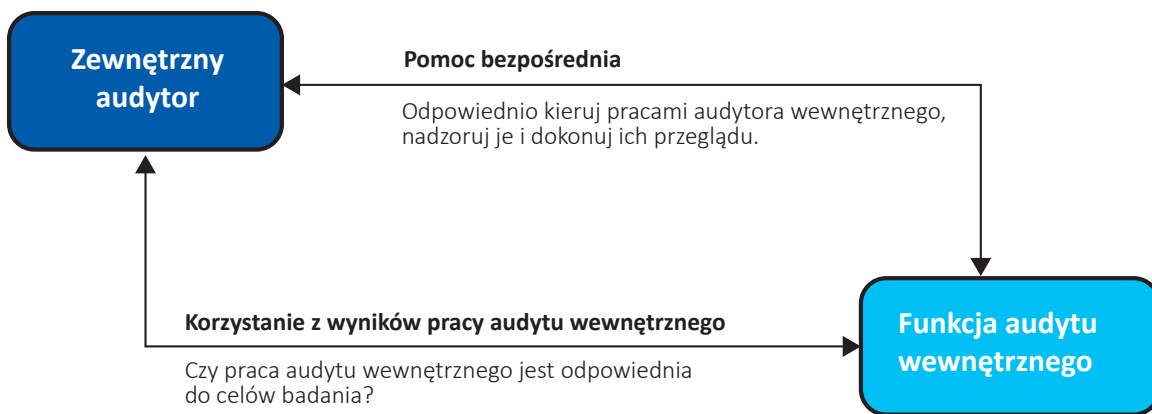 Zewnętrzny
audytor
Pomoc bezpośrednia
Odpowiednio kieruj pracami audytora wewnętrznego,
nadzoruj je i dokonuj ich przeglądu.
Korzystanie z wyników pracy audytu wewnętrznego
Czy praca audytu wewnętrznego jest odpowiednia
do celów badania?
Funkcja audytu
wewnętrznego